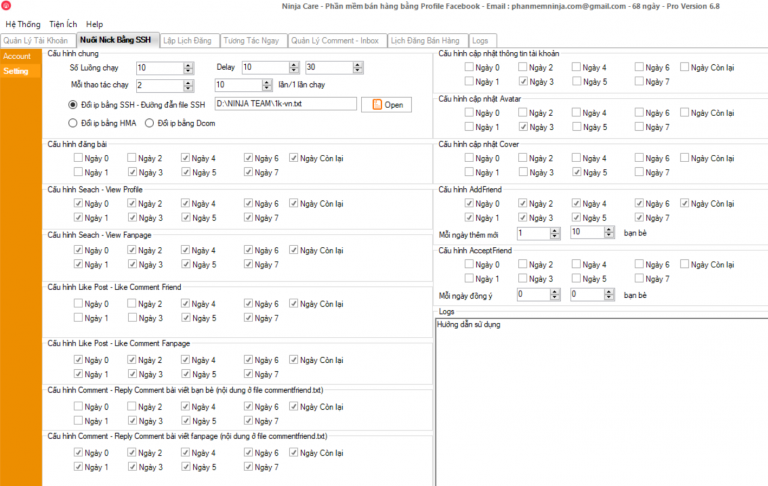 Ninja Care - Phần mềm bán hàng bằng Profile Facebook - Email : phanmemninja.com@gmail.com - 68 ngày - Pro Version 6.8
Hệ Thống Tiện Ích Help
Quản Lý Tài Khoản Nuôi Nick Bằng SSH Lập Lịch Đăng Tương Tác Ngay Quản Lý Comment - Inbox Lịch Đăng Bán Hàng Logs
Account
Setting
Cấu hình chung
Số Luồng chạy 10 Delay 10 30
Mỗi thao tác chạy 2 10 lần/1 lần chạy
Đổi ip bằng SSH - Đường dẫn file SSH D:\NINJA TEAM\1k-vn.txt Open
Đổi ip bằng HMA Đổi ip bằng Dcom
Cấu hình đăng bài
Ngày 0 Ngày 2 Ngày 4 Ngày 6 Ngày Còn lại
Ngày 1 Ngày 3 Ngày 5 Ngày 7
Cấu hình Seach - View Profile
Ngày 0 Ngày 2 Ngày 4 Ngày 6 Ngày Còn lại
Ngày 1 Ngày 3 Ngày 5 Ngày 7
Cấu hình Seach - View Fanpage
Ngày 0 Ngày 2 Ngày 4 Ngày 6 Ngày Còn lại
Ngày 1 Ngày 3 Ngày 5 Ngày 7
Cấu hình Like Post - Like Comment Friend
Ngày 0 Ngày 2 Ngày 4 Ngày 6 Ngày Còn lại
Ngày 1 Ngày 3 Ngày 5 Ngày 7
Cấu hình Like Post - Like Comment Fanpage
Ngày 0 Ngày 2 Ngày 4 Ngày 6 Ngày Còn lại
Ngày 1 Ngày 3 Ngày 5 Ngày 7
Cấu hình Comment - Reply Comment bài viết bạn bè (nội dung ở file commentfriend.txt)
Ngày 0 Ngày 2 Ngày 4 Ngày 6 Ngày Còn lại
Ngày 1 Ngày 3 Ngày 5 Ngày 7
Cấu hình Comment - Reply Comment bài viết fanpage (nội dung ở file commentfriend.txt)
Ngày 0 Ngày 2 Ngày 4 Ngày 6 Ngày Còn lại
Ngày 1 Ngày 3 Ngày 5 Ngày 7
Cấu hình cập nhật thông tin tài khoản
Ngày 0 Ngày 2 Ngày 4 Ngày 6 Ngày Còn lại
Ngày 1 Ngày 3 Ngày 5 Ngày 7
Cấu hình cập nhật Avatar
Ngày 0 Ngày 2 Ngày 4 Ngày 6 Ngày Còn lại
Ngày 1 Ngày 3 Ngày 5 Ngày 7
Cấu hình cập nhật Cover
Ngày 0 Ngày 2 Ngày 4 Ngày 6 Ngày Còn lại
Ngày 1 Ngày 3 Ngày 5 Ngày 7
Cấu hình AddFriend
Ngày 0 Ngày 2 Ngày 4 Ngày 6 Ngày Còn lại
Ngày 1 Ngày 3 Ngày 5 Ngày 7
Mỗi ngày thêm mới 1 10 bạn bè
Cấu hình AcceptFriend
Ngày 0 Ngày 2 Ngày 4 Ngày 6 Ngày Còn lại
Ngày 1 Ngày 3 Ngày 5 Ngày 7
Mỗi ngày đồng ý 0 0 bạn bè
Logs
Hướng dẫn sử dụng